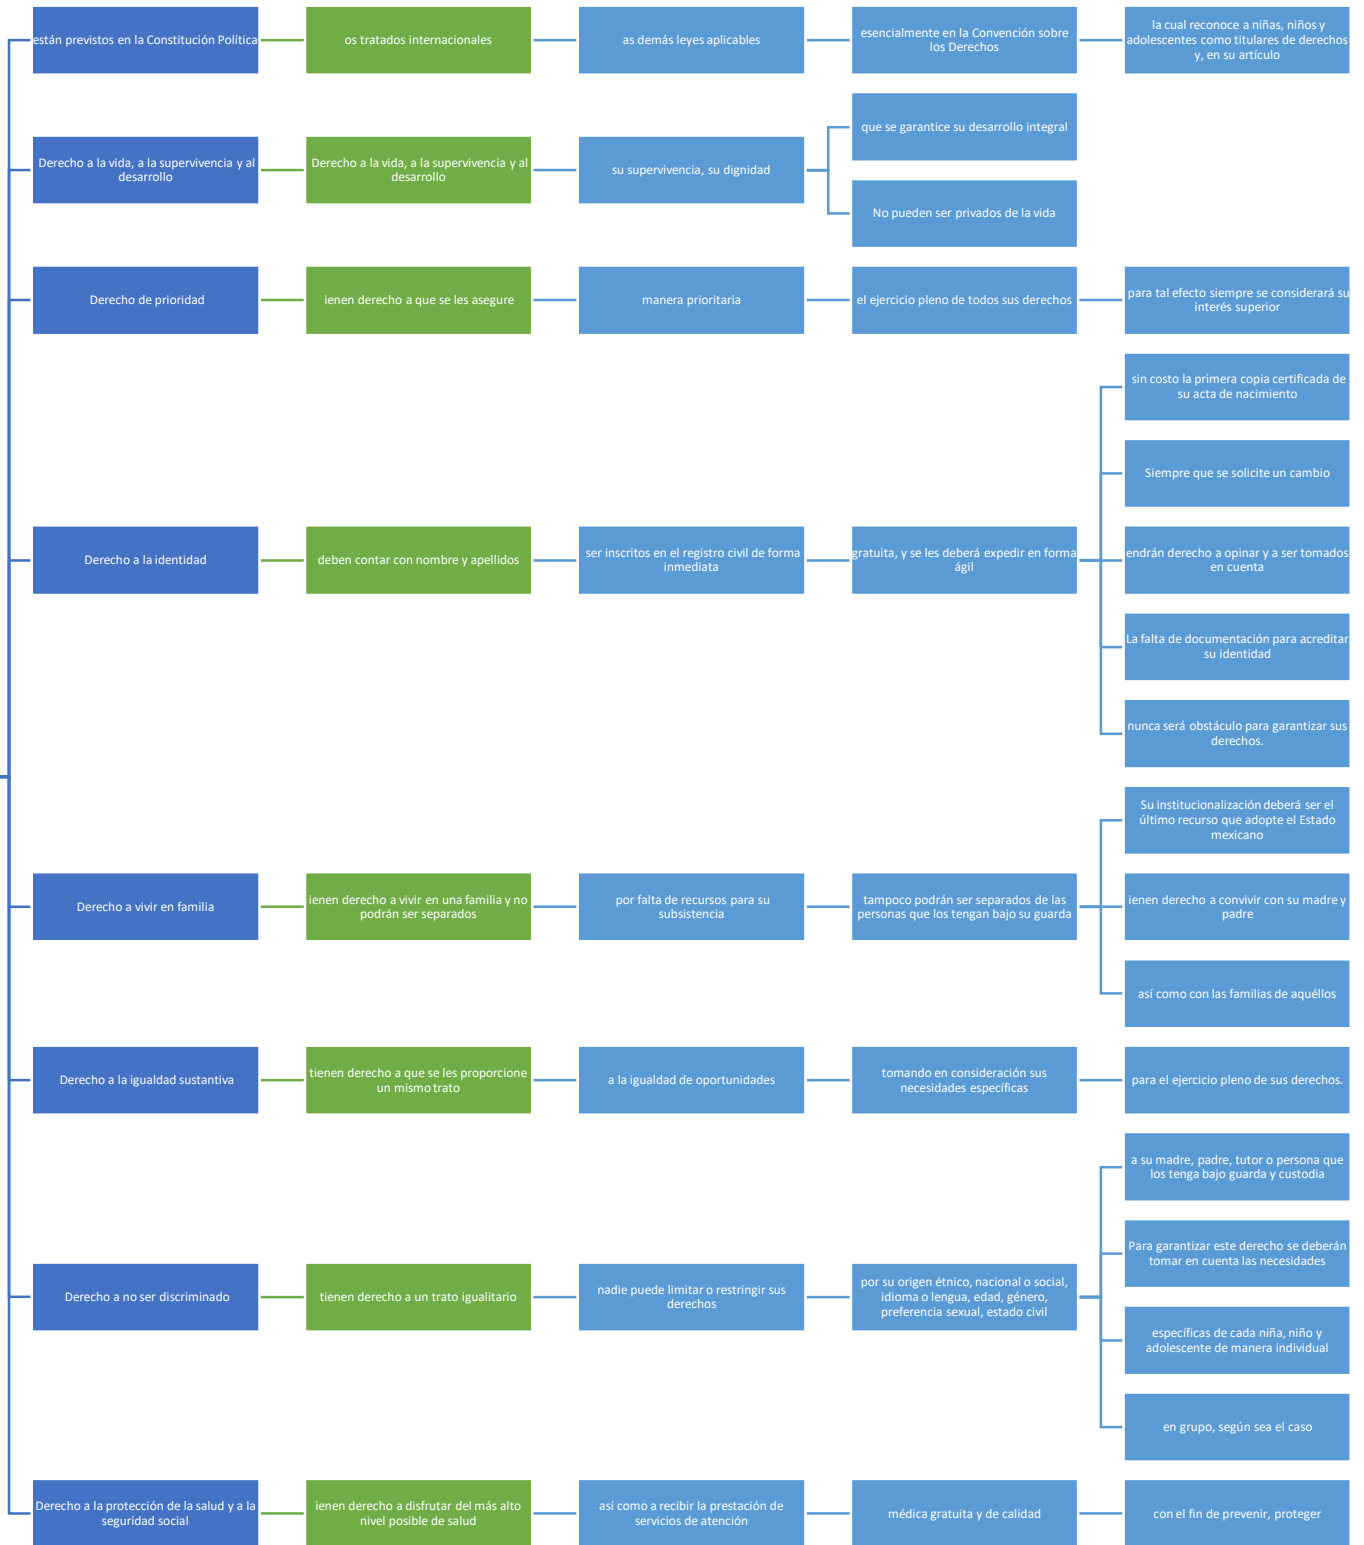 están previstos en la Constitución Política
os tratados internacionales
as demás leyes aplicables
esencialmente en la Convención sobre
los Derechos
la cual reconoce a niñas, niños y
adolescentes como titulares de derechos
y, en su artículo
Derecho a la vida, a la supervivencia y al
desarrollo
Derecho a la vida, a la supervivencia y al
desarrollo
su supervivencia, su dignidad
que se garantice su desarrollo integral
No pueden ser privados de la vida
Derecho de prioridad
ienen derecho a que se les asegure
manera prioritaria
el ejercicio pleno de todos sus derechos
para tal efecto siempre se considerará su
interés superior
Derecho a la identidad
deben contar con nombre y apellidos
ser inscritos en el registro civil de forma
inmediata
gratuita, y se les deberá expedir en forma
ágil
sin costo la primera copia certificada de
su acta de nacimiento
Siempre que se solicite un cambio
endrán derecho a opinar y a ser tomados
en cuenta
La falta de documentación para acreditar
su identidad
nunca será obstáculo para garantizar sus
derechos.
Derecho a vivir en familia
ienen derecho a vivir en una familia y no
podrán ser separados
por falta de recursos para su
subsistencia
tampoco podrán ser separados de las
personas que los tengan bajo su guarda
Su institucionalización deberá ser el
último recurso que adopte el Estado
mexicano
ienen derecho a convivir con su madre y
padre
así como con las familias de aquéllos
Derecho a la igualdad sustantiva
tienen derecho a que se les proporcione
un mismo trato
a la igualdad de oportunidades
tomando en consideración sus
necesidades específicas
para el ejercicio pleno de sus derechos.
Derecho a no ser discriminado
tienen derecho a un trato igualitario
nadie puede limitar o restringir sus
derechos
por su origen étnico, nacional o social,
idioma o lengua, edad, género,
preferencia sexual, estado civil
a su madre, padre, tutor o persona que
los tenga bajo guarda y custodia
Para garantizar este derecho se deberán
tomar en cuenta las necesidades
específicas de cada niña, niño y
adolescente de manera individual
en grupo, según sea el caso
Derecho a la protección de la salud y a la
seguridad social
ienen derecho a disfrutar del más alto
nivel posible de salud
así como a recibir la prestación de
servicios de atención
médica gratuita y de calidad
con el fin de prevenir, proteger